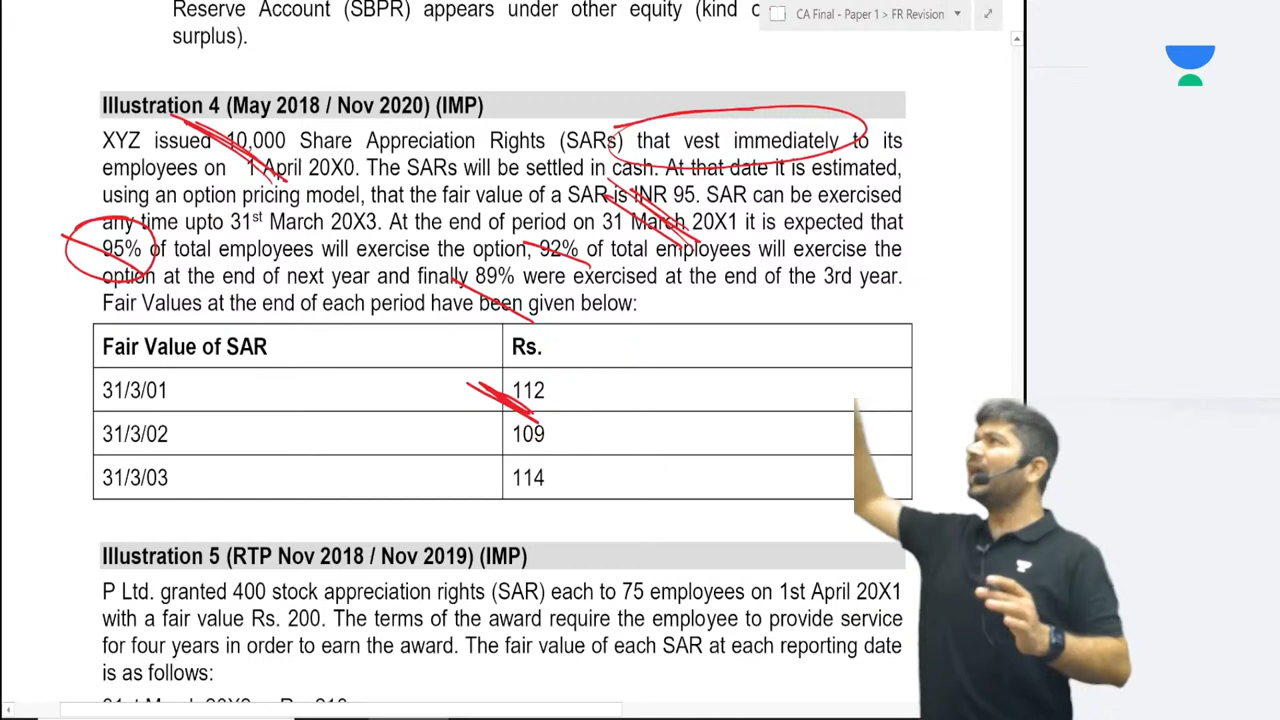 Reserve Account (SBPR) appears under other equity (kind
surplus).
CA Final - Paper 1 > FR Revision
Illustration 4 (May 2018 / Nov 2020) (IMP)
XYZ issued 10,000 Share Appreciation Rights (SARs) that vest immediately to its
employees on 1 April 20X0. The SARs will be settled in cash. At that date it is estimated,
using an option pricing model, that the fair value of a SAR is INR 95. SAR can be exercised
any time upto 31st March 20X3. At the end of period on 31 March 20X1 it is expected that
95% of total employees will exercise the option, 92% of total employees will exercise the
option at the end of next year and finally 89% were exercised at the end of the 3rd year.
Fair Values at the end of each period have been given below:
Fair Value of SAR Rs.
31/3/01 112
31/3/02 109
31/3/03 114
Illustration 5 (RTP Nov 2018 / Nov 2019) (IMP)
P Ltd. granted 400 stock appreciation rights (SAR) each to 75 employees on 1st April 20X1
with a fair value Rs. 200. The terms of the award require the employee to provide service
for four years in order to earn the award. The fair value of each SAR at each reporting date
is as follows: